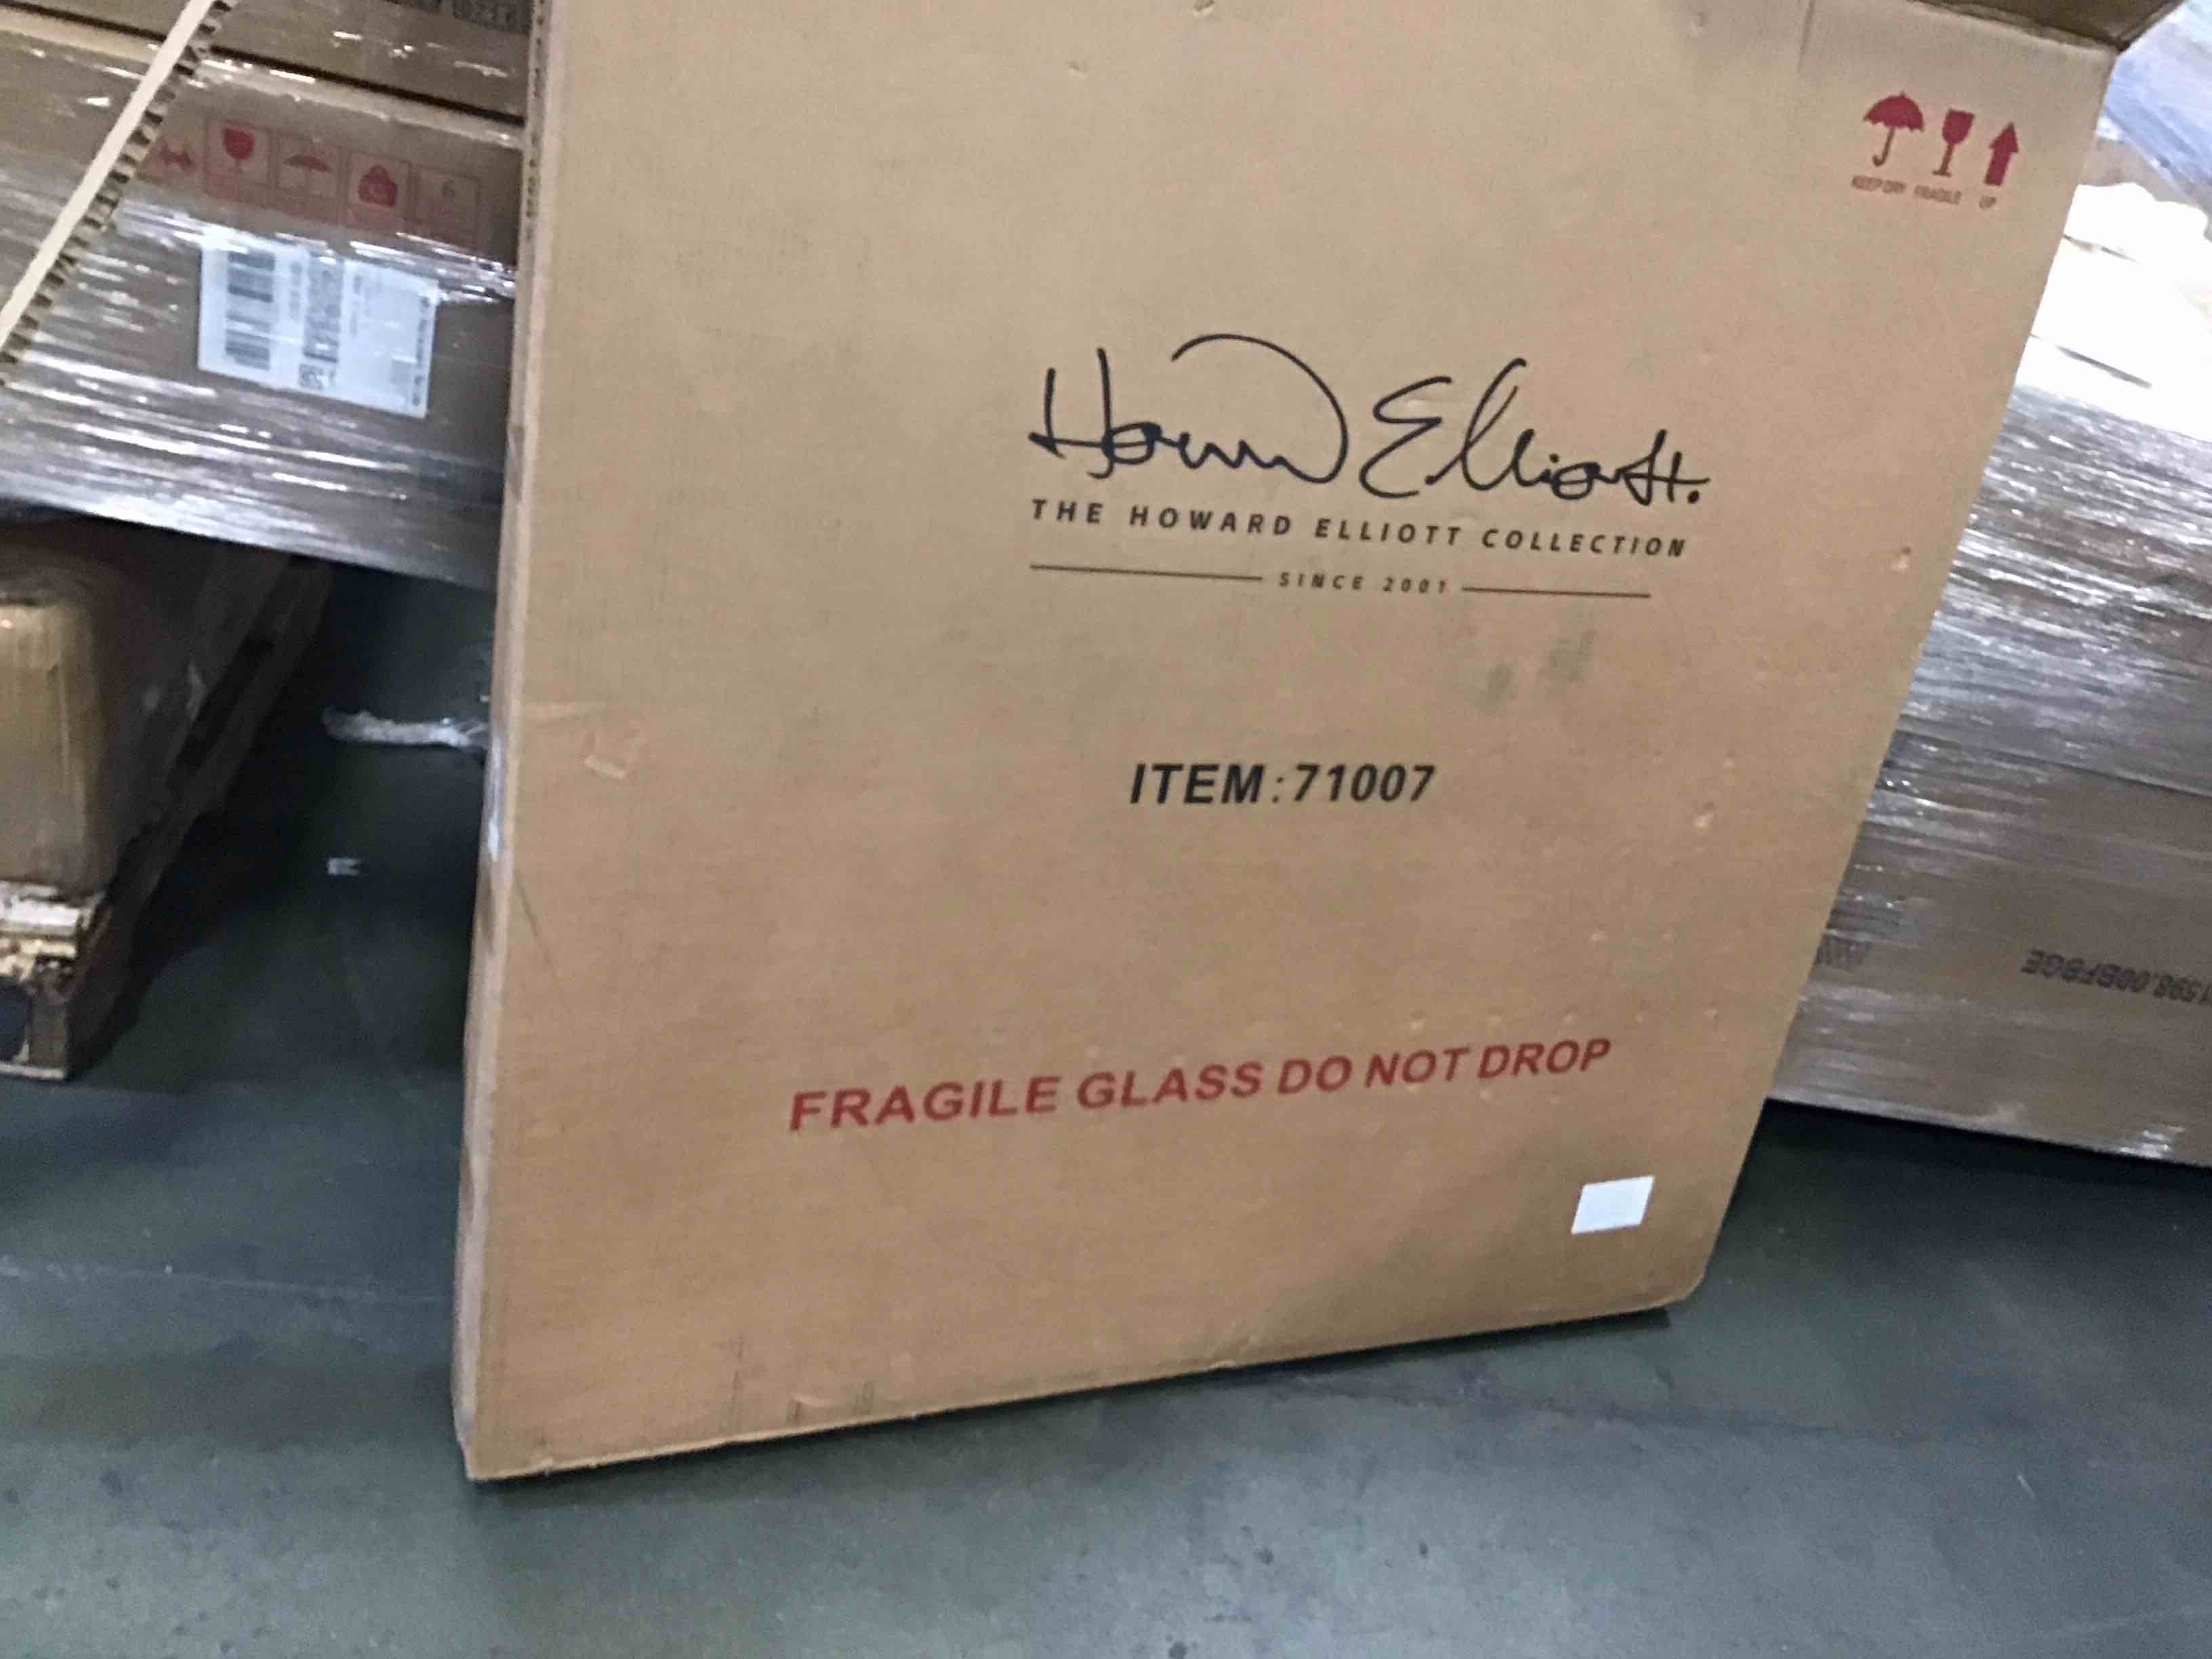 KEEP DRY FRAGILE UP
Howard Elliott.
THE HOWARD ELLIOTT COLLECTION
SINCE 2001
ITEM:71007
FRAGILE GLASS DO NOT DROP